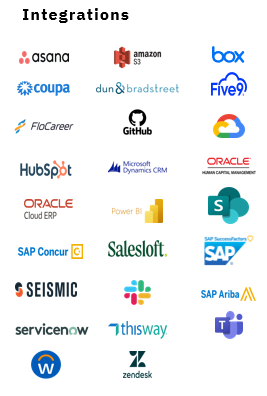 Integrations
asana
amazon
S3
box
coupa
dun&bradstreet
Five9
FloCareer
GitHub
HubSpot
Microsoft
Dynamics CRM
ORACLE
HUMAN CAPITAL MANAGEMENT
ORACLE
Cloud ERP
Power BI
S
SAP Concur C
Salesloft.
SAP SuccessFactors
SAP
SEISMIC
SAP Ariba
servicenow
thisway
T
W
zendesk